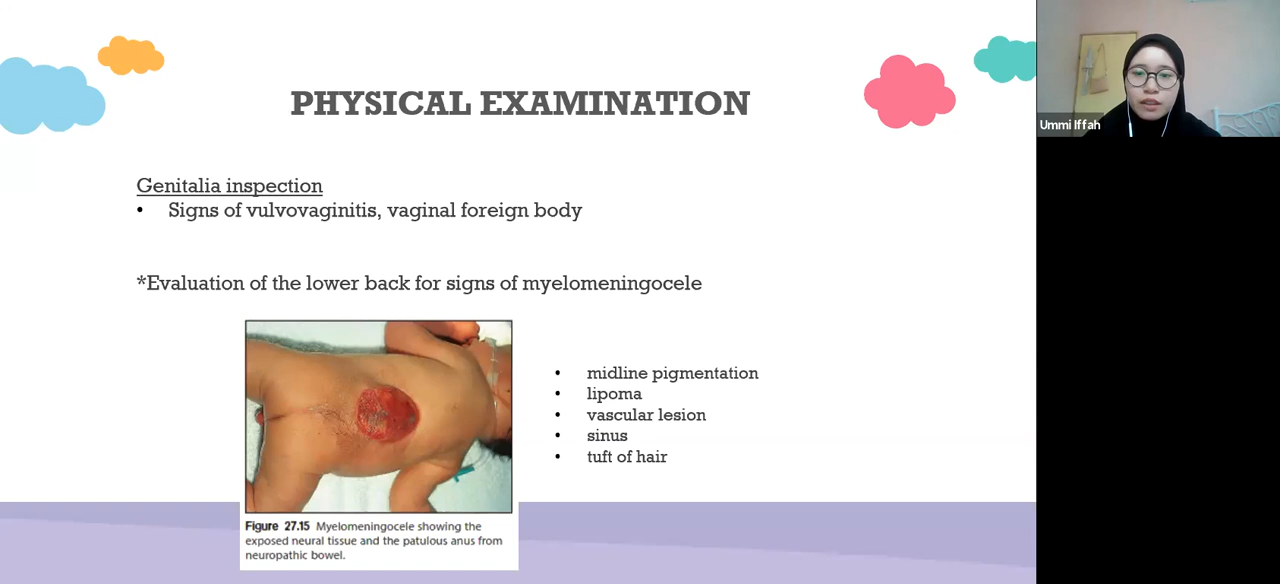 PHYSICAL EXAMINATION
Ummi Iffah
Genitalia inspection
• Signs of vulvovaginitis, vaginal foreign body
*Evaluation of the lower back for signs of myelomeningocele
• midline pigmentation
• lipoma
• vascular lesion
• sinus
• tuft of hair
Figure 27.15 Myelomeningocele showing the
exposed neural tissue and the patulous anus from
neuropathic bowel.